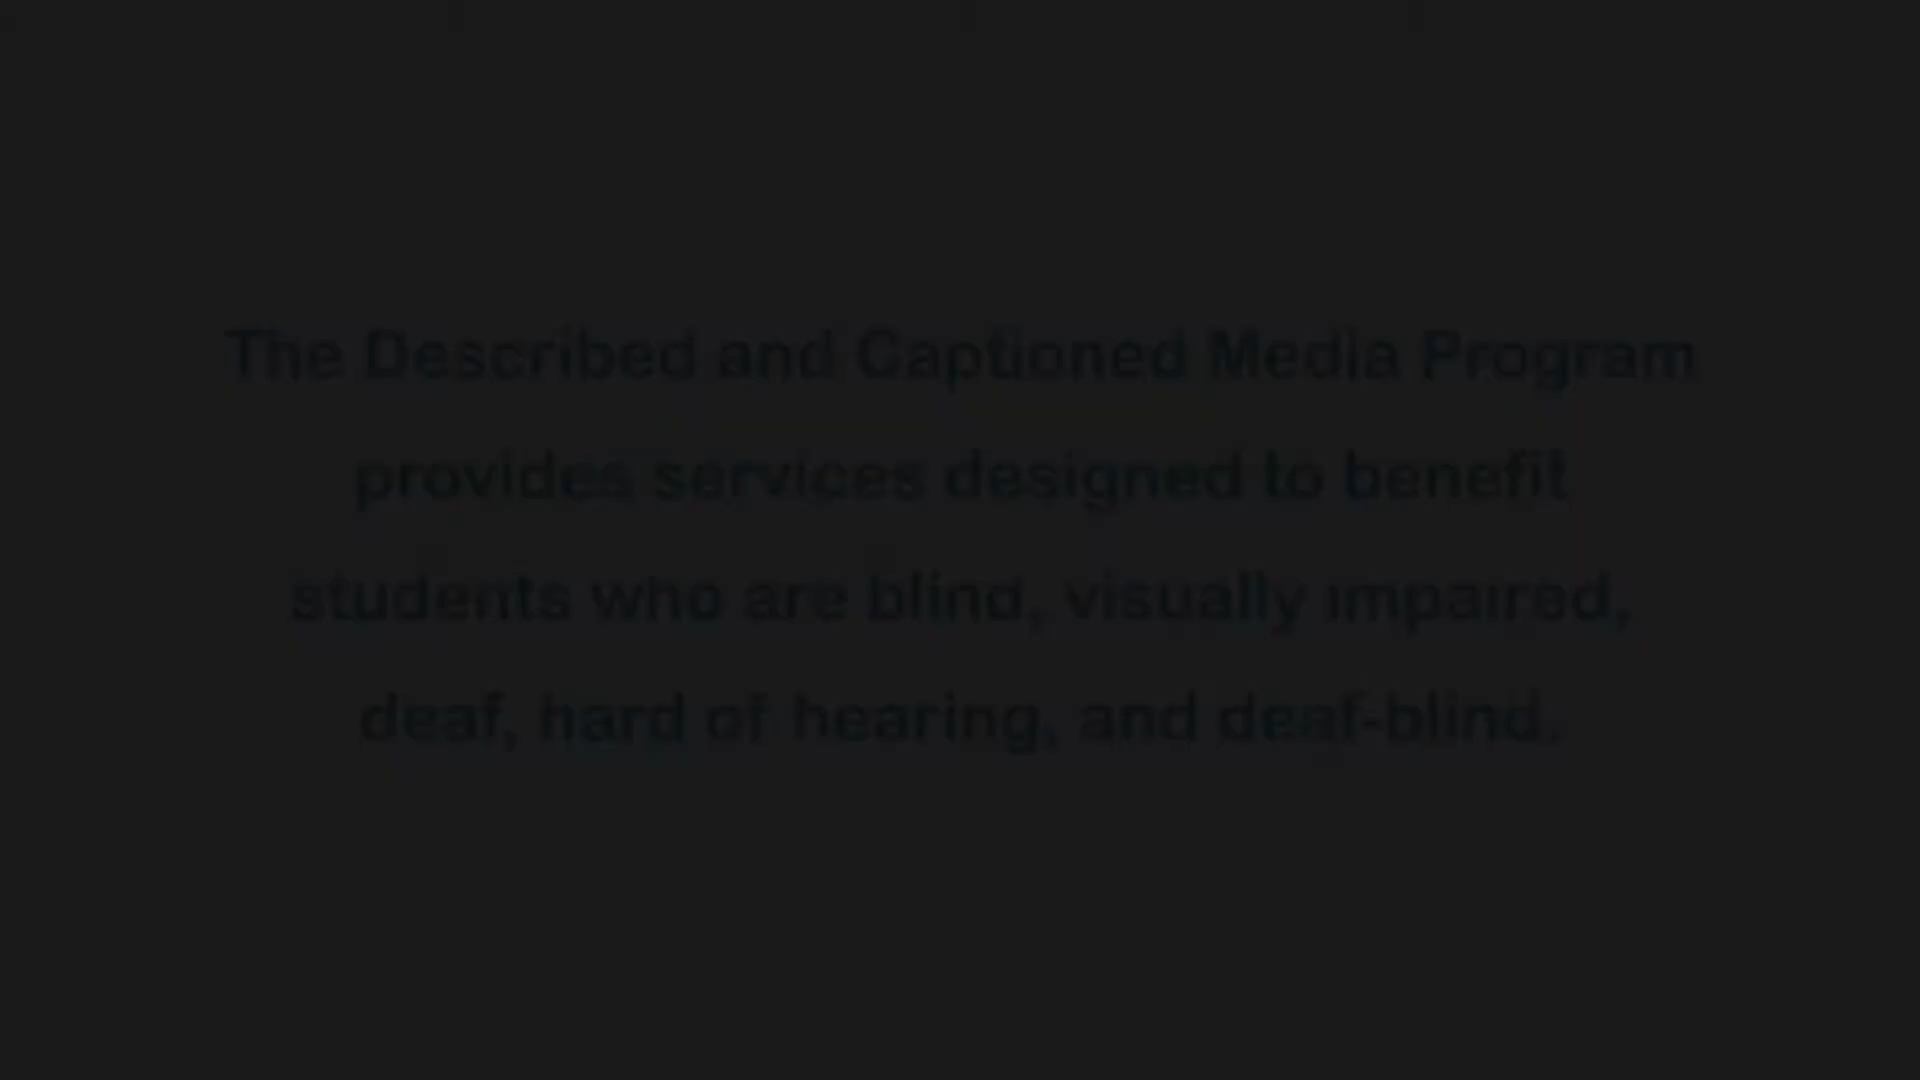 The Described and Captioned Media Program
provides services designed to benefit
students who are blind, visually impaired,
deaf, hard of hearing, and deaf-blind.